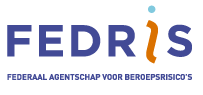 FEDRiS
FEDERAAL AGENTSCHAP VOOR BEROEPSRISICO'S